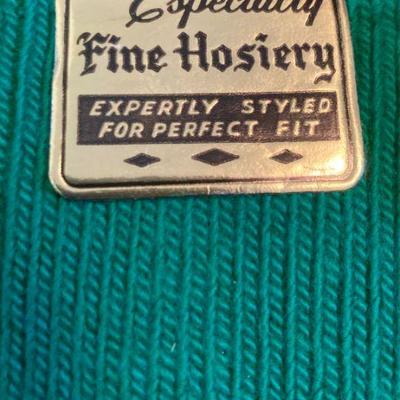 Especially
Fine Hosiery
EXPERTLY STYLED
FOR PERFECT FIT